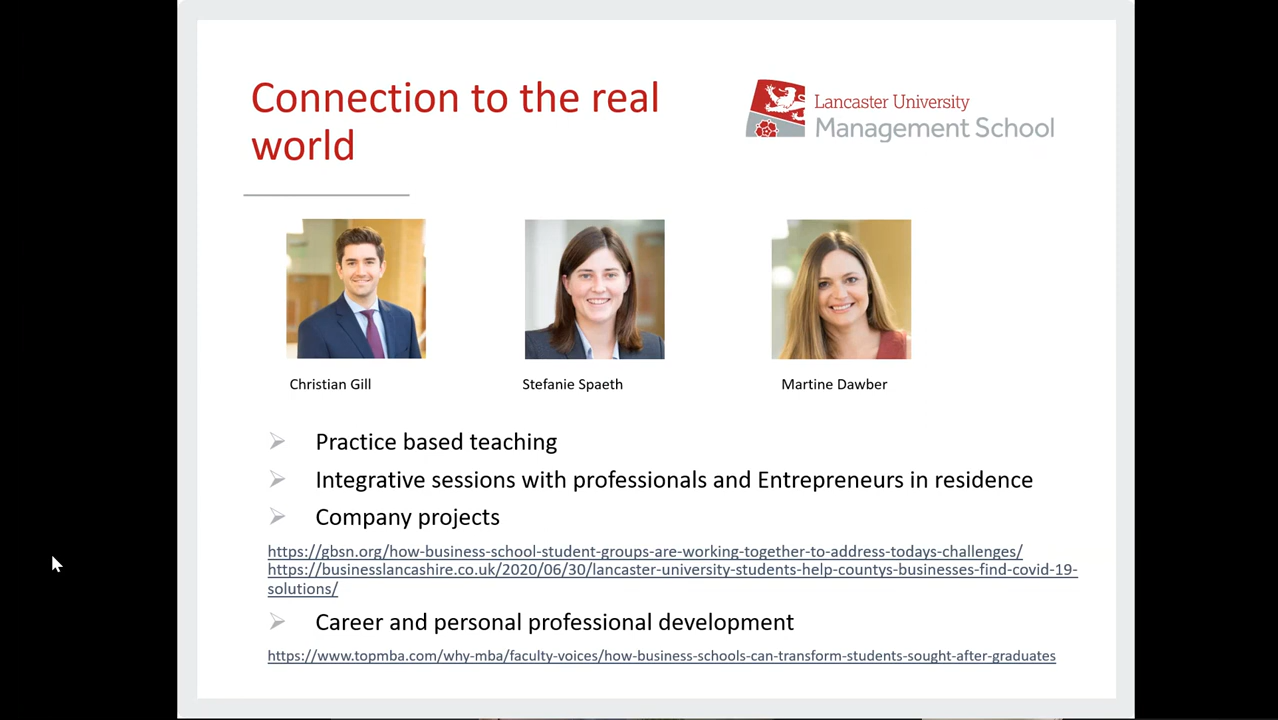 Connection to the real
world
Lancaster University
Management School
Christian Gill
Stefanie Spaeth
Martine Dawber
Practice based teaching
Integrative sessions with professionals and Entrepreneurs in residence
Company projects
https://gbsn.org/how-business-school-student-groups-are-working-together-to-address-todays-challenges/
https://businesslancashire.co.uk/2020/06/30/lancaster-university-students-help-countys-businesses-find-covid-19-
solutions/
Career and personal professional development
https://www.topmba.com/why-mba/faculty-voices/how-business-schools-can-transform-students-sought-after-graduates